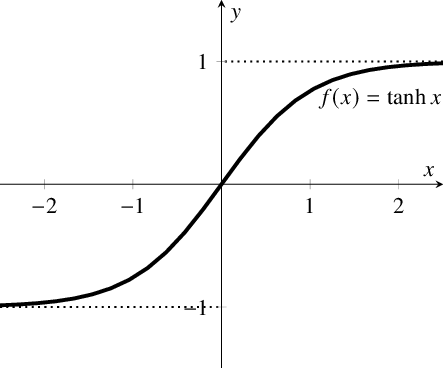 y
1
f(x) = tanh x
x
−2 −1 1 2
−1